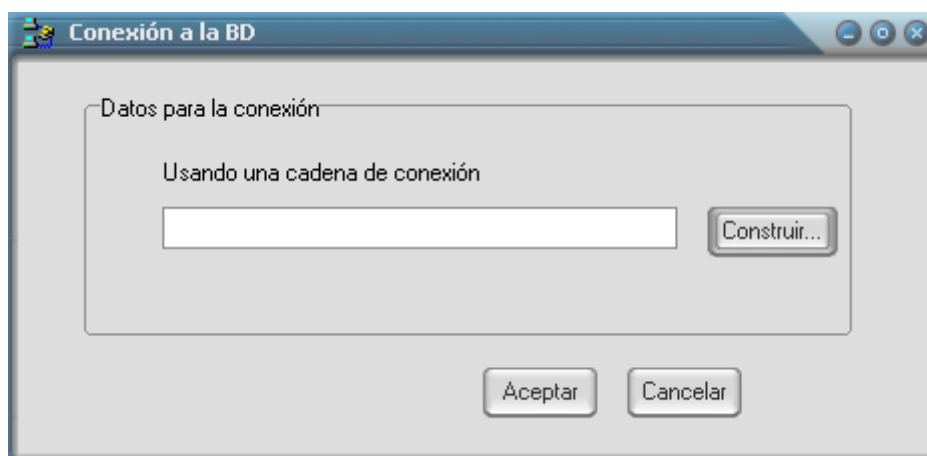 Conexión a la BD
Datos para la conexión
Usando una cadena de conexión
Construir...
Aceptar
Cancelar